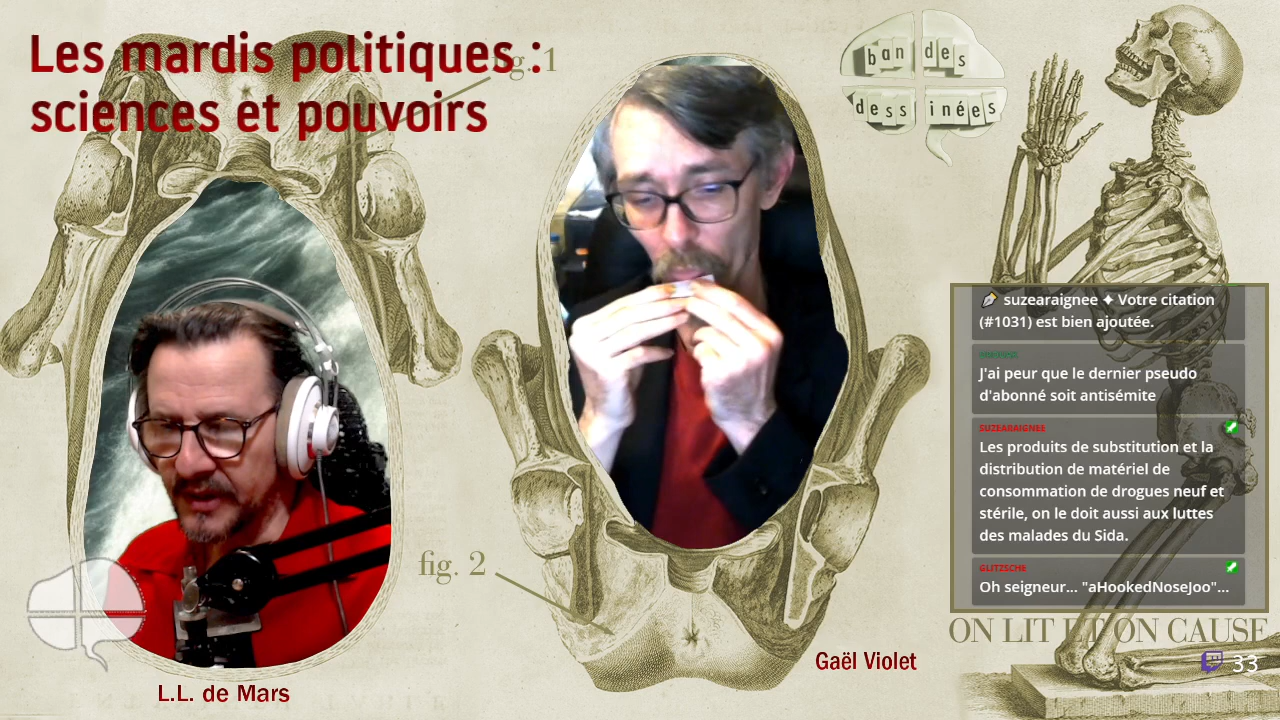 Les mardis politiques :
sciences et pouvoirs
fig. 1
ban des
dess inées
suzearaignee ✦ Votre citation
(#1031) est bien ajoutée.
J'ai peur que le dernier pseudo
d'abonné soit antisémite
SUZEARAIGNEE
Les produits de substitution et la
distribution de matériel de
consommation de drogues neuf et
stérile, on le doit aussi aux luttes
des malades du Sida.
GLITZSCHE
Oh seigneur... "aHookedNoseJoo"...
fig. 2
ON LIT ET ON CAUSE
33
Gaël Violet
L.L. de Mars